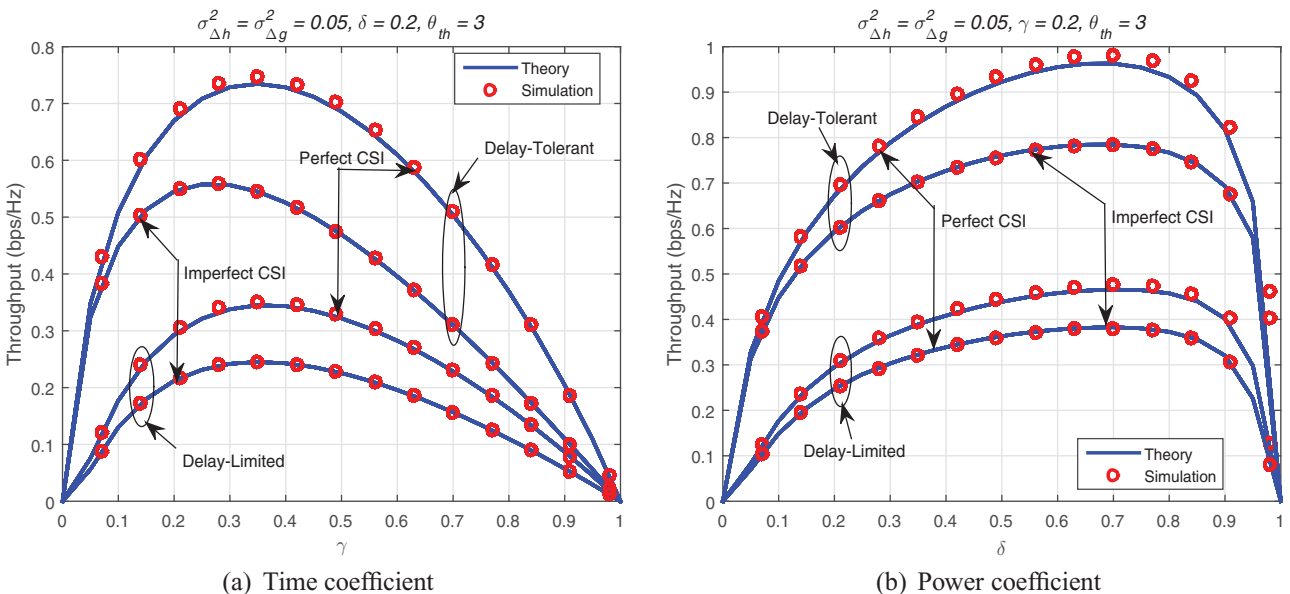 σ²Δh = σ²Δg = 0.05, δ = 0.2, θth = 3
0.8
0.7
0.6
0.5
0.4
0.3
0.2
0.1
0
Throughput (bps/Hz)
Theory
Simulation
Perfect CSI
Delay-Tolerant
Imperfect CSI
Delay-Limited
0 0.1 0.2 0.3 0.4 0.5 0.6 0.7 0.8 0.9 1
γ
(a) Time coefficient
σ²Δh = σ²Δg = 0.05, γ = 0.2, θth = 3
1
0.9
0.8
0.7
0.6
0.5
0.4
0.3
0.2
0.1
0
Throughput (bps/Hz)
Delay-Tolerant
Perfect CSI
Imperfect CSI
Delay-Limited
Theory
Simulation
0 0.1 0.2 0.3 0.4 0.5 0.6 0.7 0.8 0.9 1
δ
(b) Power coefficient